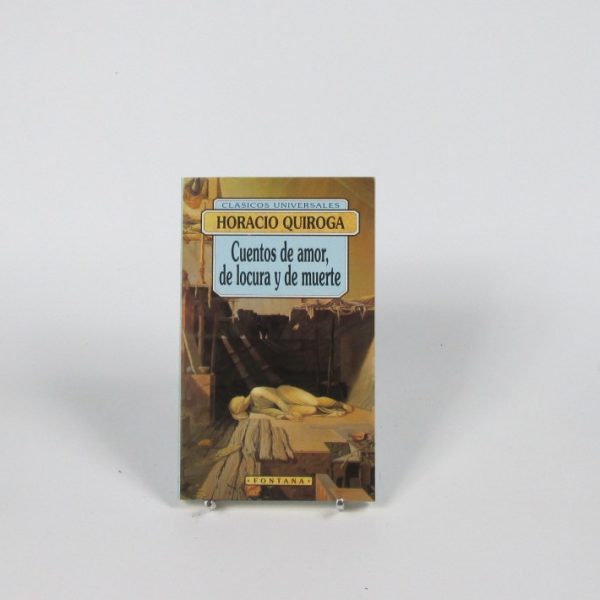 CLASICOS UNIVERSALES
HORACIO QUIROGA
Cuentos de amor,
de locura y de muerte
FONTANA